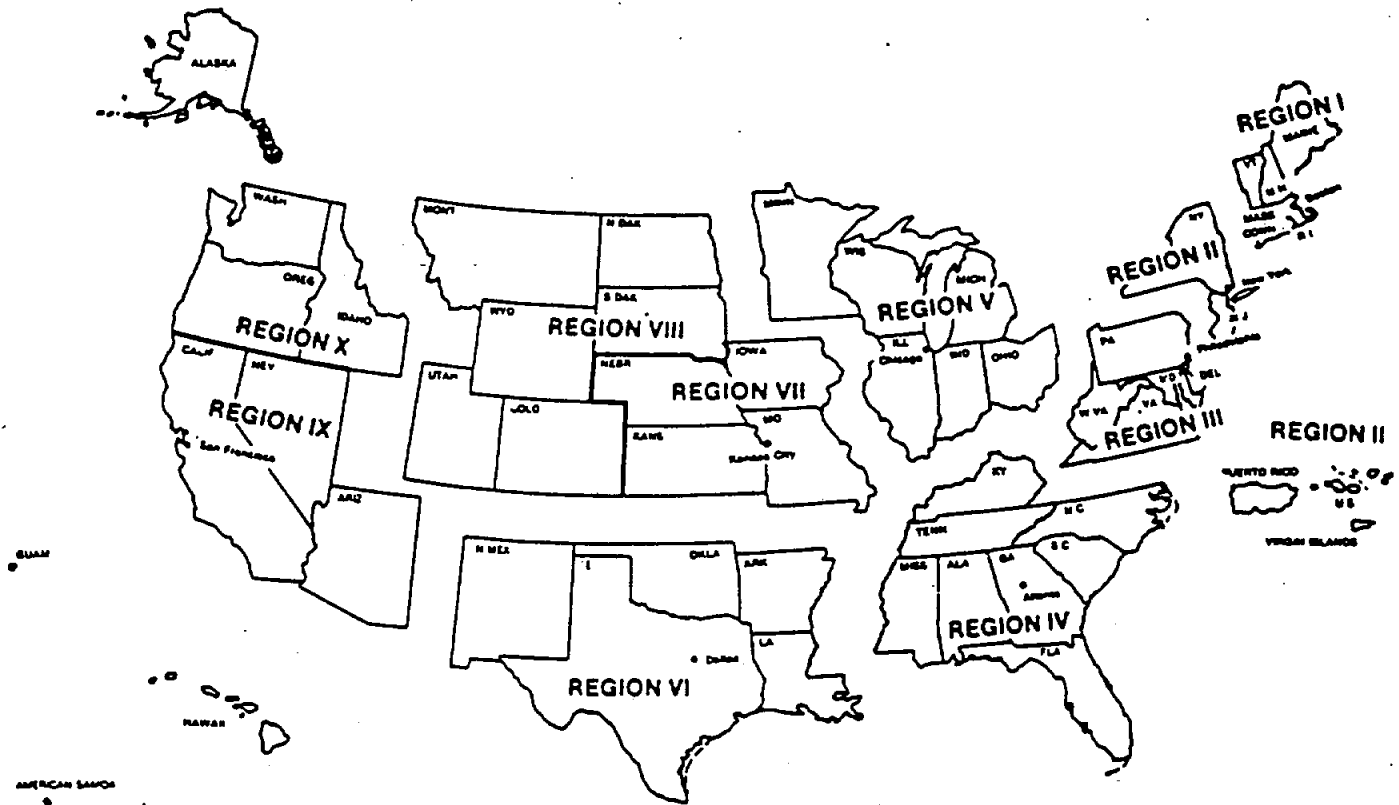 ALASKA
REGION I
MAINE
VT
N H
Boston
MASS
CONN
R I
WASH
MONT
N DAK
MINN
NY
OREG
WIS
MICH
REGION II
New York
S DAK
REGION V
IDAHO
WYO
REGION VIII
N J
REGION X
ILL
PA
Philadelphia
CALIF
NEV
UTAH
NEBR
IOWA
Chicago
IND
OHIO
MD
DEL
REGION VII
REGION IX
COLO
MO
W VA
VA
REGION III
REGION II
KANS
San Francisco
Kansas City
KY
PUERTO RICO
ARIZ
N C
U S
TENN
VIRGIN ISLANDS
GUAM
N MEX
OKLA
ARK
MISS
ALA
GA
S C
Atlanta
REGION IV
LA
FLA
Dallas
REGION VI
HAWAII
AMERICAN SAMOA